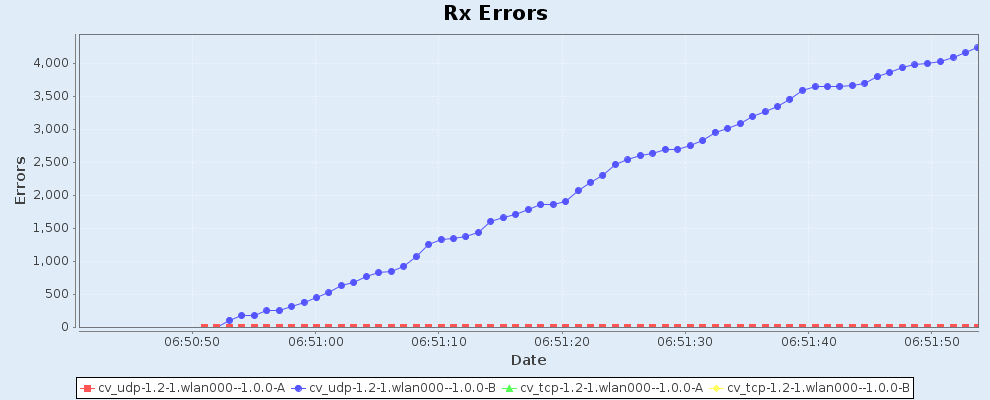 Rx Errors
Errors
4,000
3,500
3,000
2,500
2,000
1,500
1,000
500
0
06:50:50 06:51:00 06:51:10 06:51:20 06:51:30 06:51:40 06:51:50
Date
cv_udp-1.2-1.wlan000--1.0.0-A cv_udp-1.2-1.wlan000--1.0.0-B cv_tcp-1.2-1.wlan000--1.0.0-A cv_tcp-1.2-1.wlan000--1.0.0-B